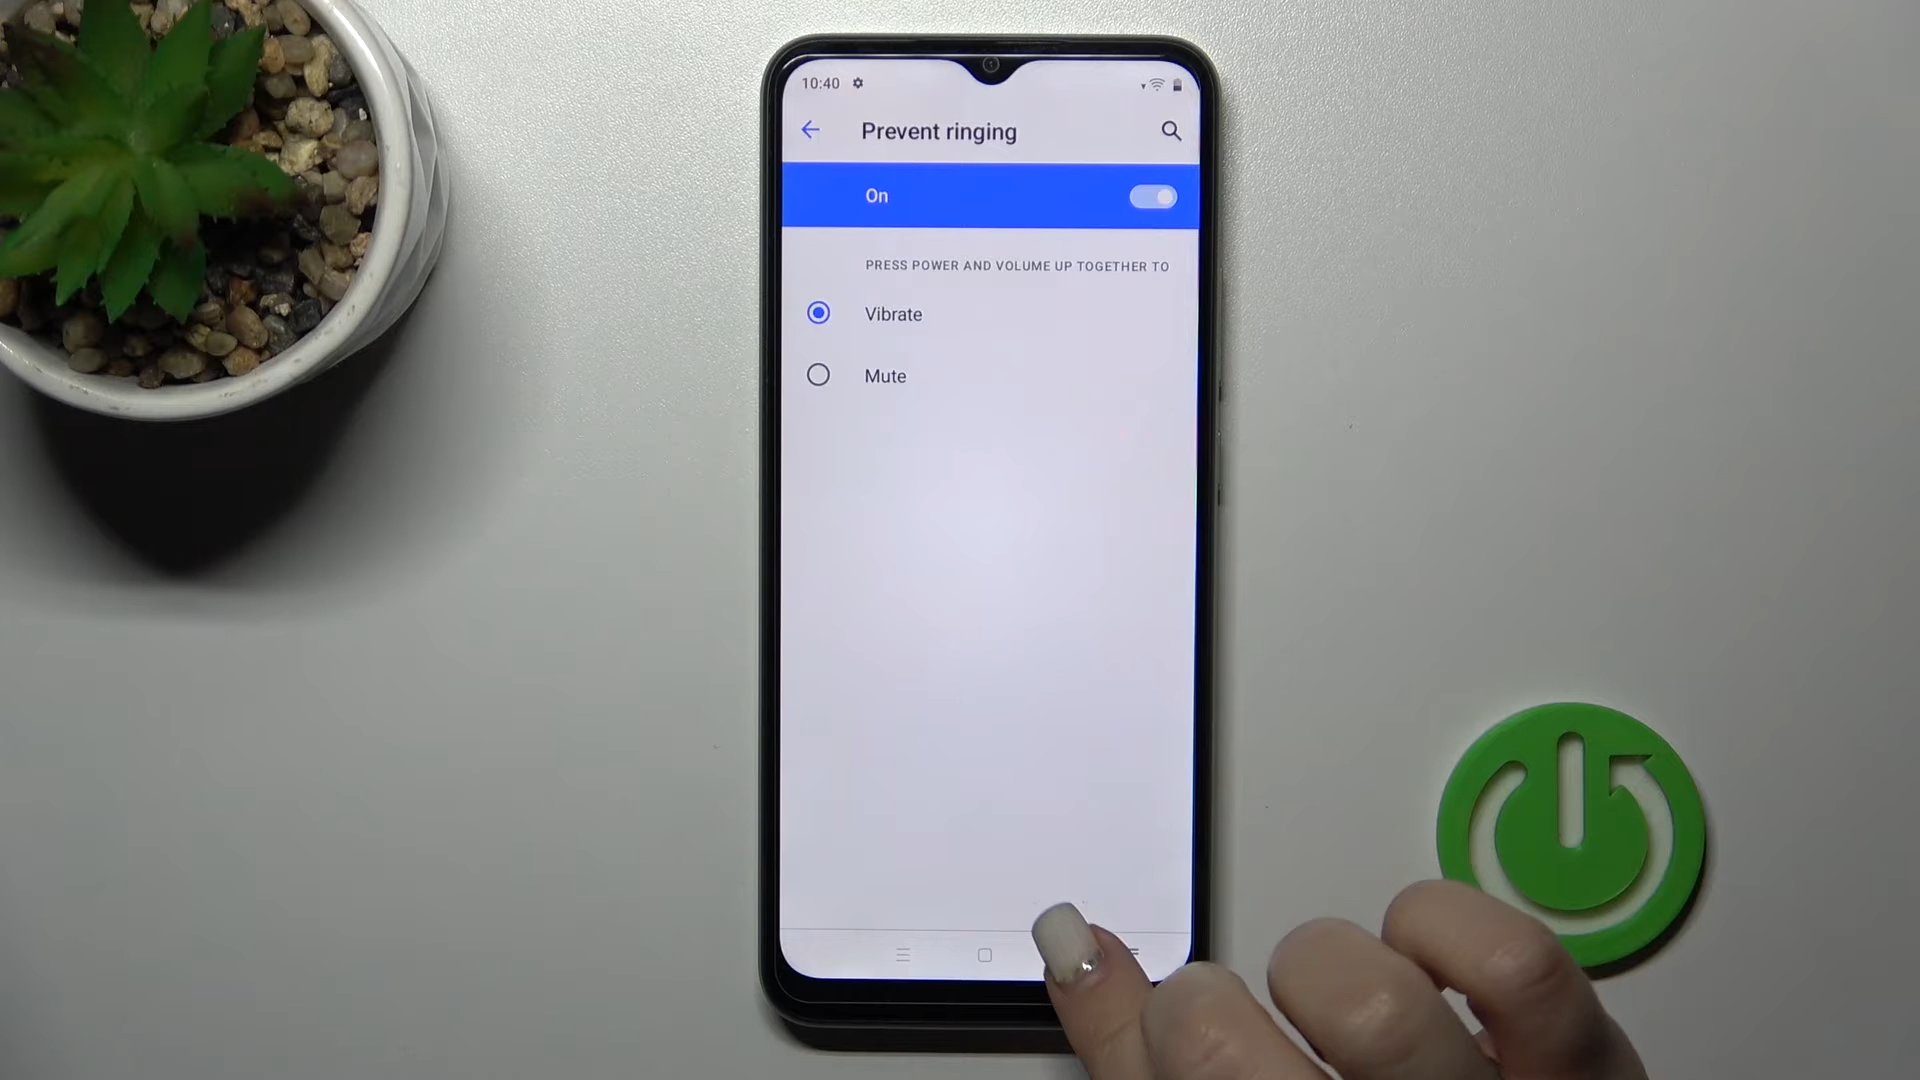 10:40
Prevent ringing
On
PRESS POWER AND VOLUME UP TOGETHER TO
Vibrate
Mute